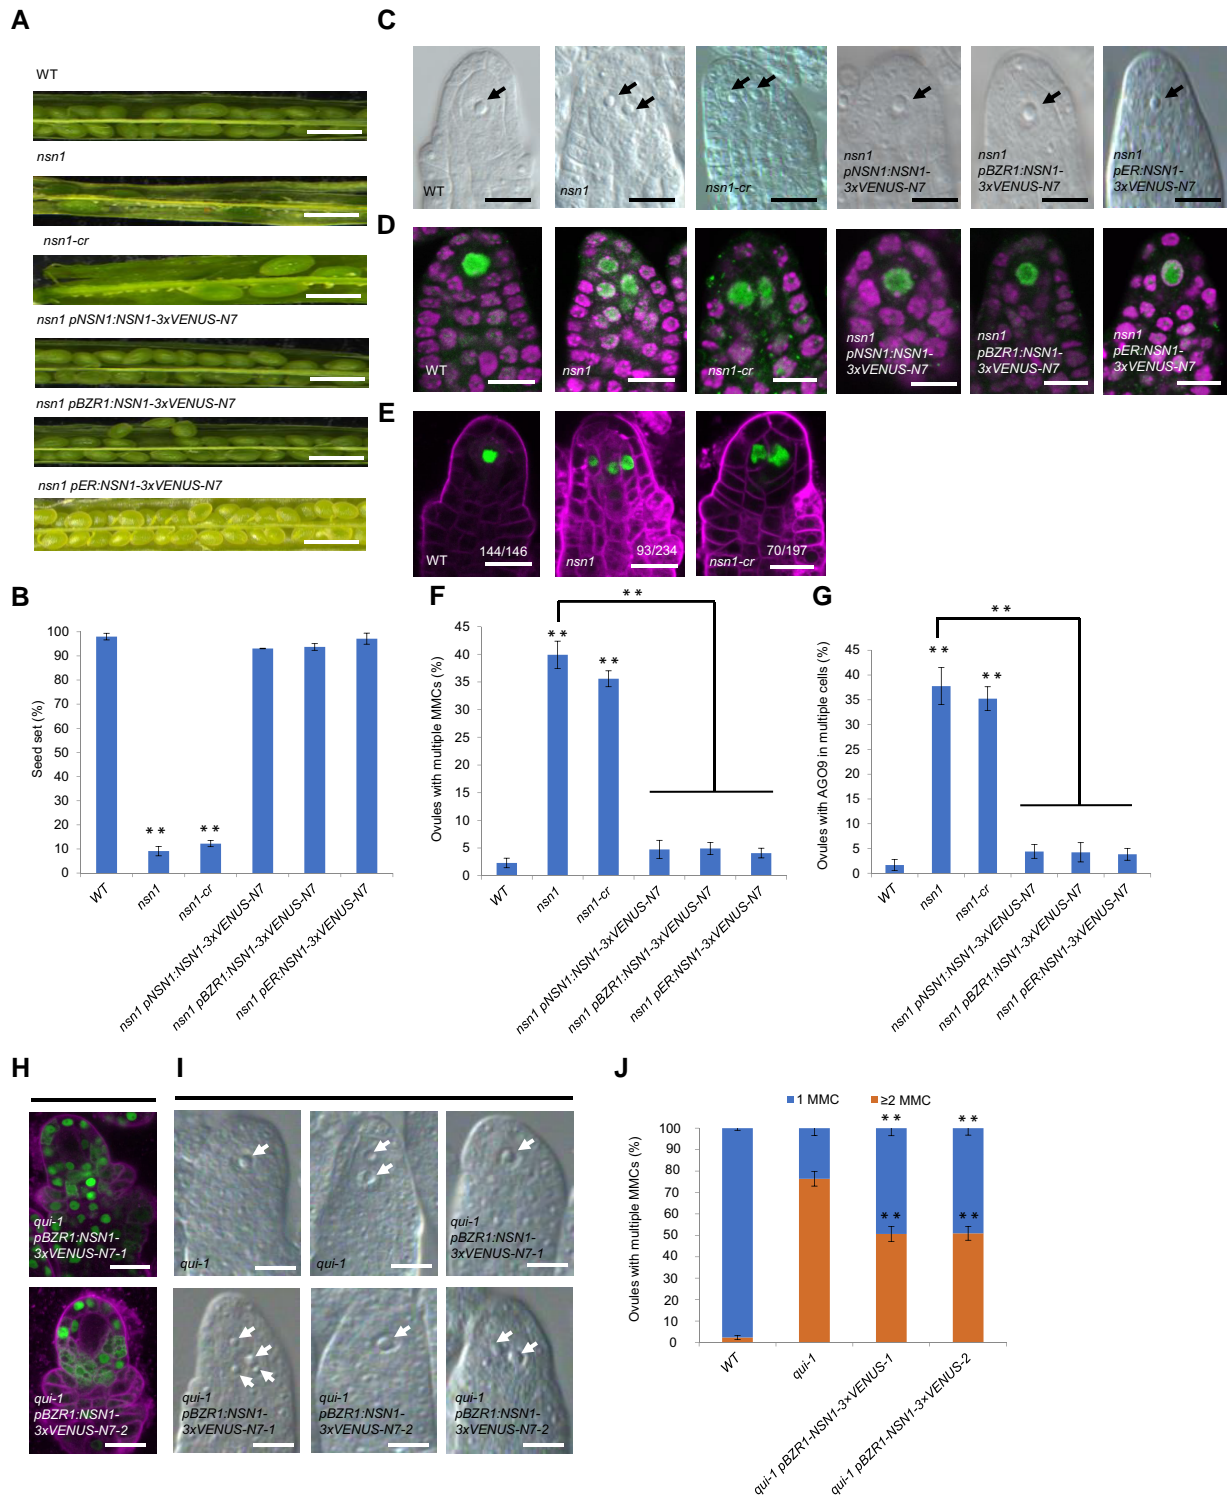 A
WT
nsn1
nsn1-cr
nsn1 pNSN1:NSN1-3xVENUS-N7
nsn1 pBZR1:NSN1-3xVENUS-N7
nsn1 pER:NSN1-3xVENUS-N7
C
WT
nsn1
nsn1-cr
nsn1
pNSN1:NSN1-
3xVENUS-N7
nsn1
pBZR1:NSN1-
3xVENUS-N7
nsn1
pER:NSN1-
3xVENUS-N7
D
WT
nsn1
nsn1-cr
nsn1
pNSN1:NSN1-
3xVENUS-N7
nsn1
pBZR1:NSN1-
3xVENUS-N7
nsn1
pER:NSN1-
3xVENUS-N7
E
WT
144/146
nsn1
93/234
nsn1-cr
70/197
B
Seed set (%)
100
90
80
70
60
50
40
30
20
10
0
**
**
WT
nsn1
nsn1-cr
nsn1 pNSN1:NSN1-3xVENUS-N7
nsn1 pBZR1:NSN1-3xVENUS-N7
nsn1 pER:NSN1-3xVENUS-N7
F
Ovules with multiple MMCs (%)
45
40
35
30
25
20
15
10
5
0
**
**
**
WT
nsn1
nsn1-cr
nsn1 pNSN1:NSN1-3xVENUS-N7
nsn1 pBZR1:NSN1-3xVENUS-N7
nsn1 pER:NSN1-3xVENUS-N7
G
Ovules with AGO9 in multiple cells (%)
45
40
35
30
25
20
15
10
5
0
**
**
**
WT
nsn1
nsn1-cr
nsn1 pNSN1:NSN1-3xVENUS-N7
nsn1 pBZR1:NSN1-3xVENUS-N7
nsn1 pER:NSN1-3xVENUS-N7
H
qui-1
pBZR1:NSN1-
3xVENUS-N7-1
qui-1
pBZR1:NSN1-
3xVENUS-N7-2
I
qui-1
qui-1
qui-1
pBZR1:NSN1-
3xVENUS-N7-1
qui-1
pBZR1:NSN1-
3xVENUS-N7-1
qui-1
pBZR1:NSN1-
3xVENUS-N7-2
qui-1
pBZR1:NSN1-
3xVENUS-N7-2
J
1 MMC
≥2 MMC
Ovules with multiple MMCs (%)
100
90
80
70
60
50
40
30
20
10
0
**
**
**
**
WT
qui-1
qui-1 pBZR1-NSN1-3×VENUS-1
qui-1 pBZR1-NSN1-3×VENUS-2